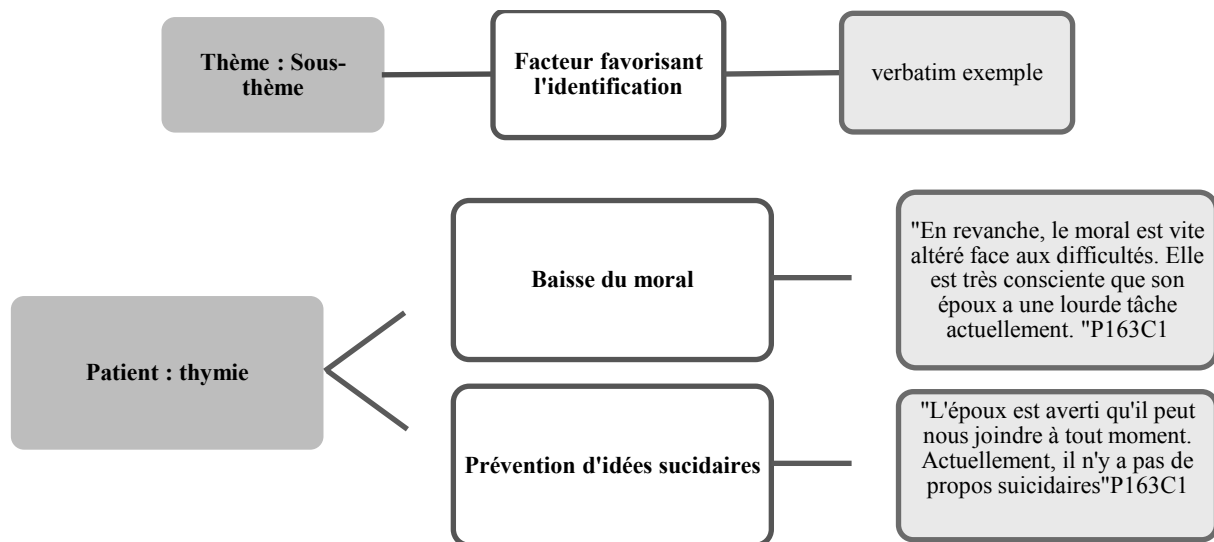 Thème : Sous-
thème
Facteur favorisant
l'identification
verbatim exemple
Patient : thymie
Baisse du moral
"En revanche, le moral est vite
altéré face aux difficultés. Elle
est très consciente que son
époux a une lourde tâche
actuellement. "P163C1
Prévention d'idées sucidaires
"L'époux est averti qu'il peut
nous joindre à tout moment.
Actuellement, il n'y a pas de
propos suicidaires"P163C1